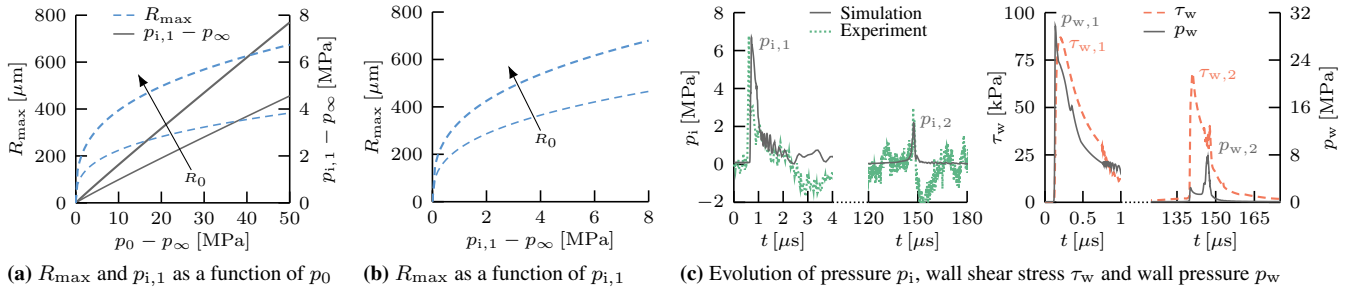 800
600
400
200
0
R_max [μm]
0 10 20 30 40 50
p_0 − p_∞ [MPa]
8
6
4
2
0
p_i,1 − p_∞ [MPa]
R_max
p_i,1 − p_∞
R_0
(a) R_max and p_i,1 as a function of p_0
800
600
400
200
0
R_max [μm]
0 2 4 6 8
p_i,1 − p_∞ [MPa]
R_0
(b) R_max as a function of p_i,1
8
6
4
2
0
−2
p_i [MPa]
Simulation
Experiment
p_i,1
p_i,2
0 1 2 3 4 120 150 180
t [μs] t [μs]
100
75
50
25
0
τ_w [kPa]
p_w,1
τ_w,1
τ_w,2
p_w,2
τ_w
p_w
32
24
16
8
0
p_w [MPa]
0 0.5 1 135 150 165
t [μs] t [μs]
(c) Evolution of pressure p_i, wall shear stress τ_w and wall pressure p_w